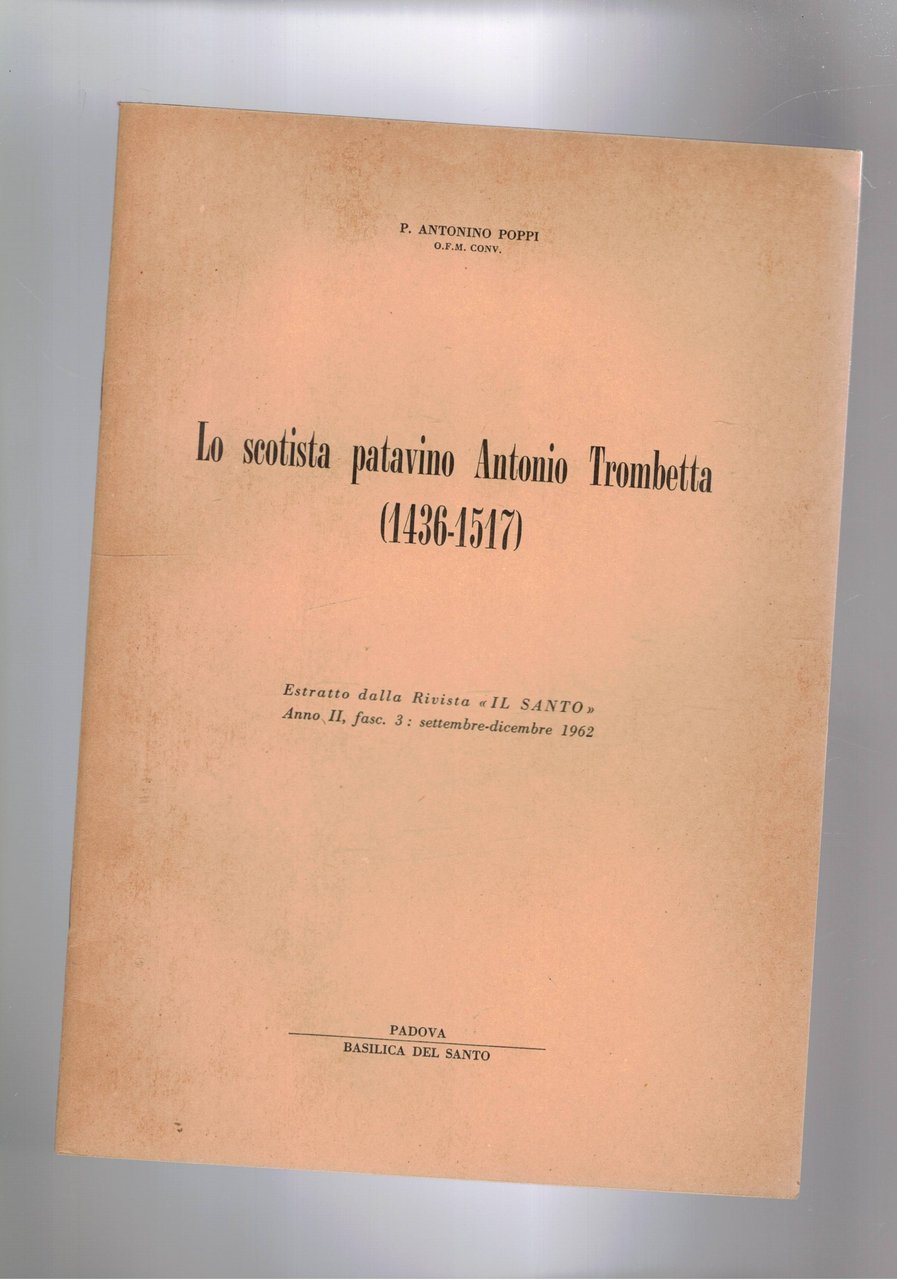 P. ANTONINO POPPI
O.F.M. CONV.
Lo scotista patavino Antonio Trombetta
(1436-1517)
Estratto dalla Rivista «IL SANTO»
Anno II, fasc. 3: settembre-dicembre 1962
PADOVA
BASILICA DEL SANTO